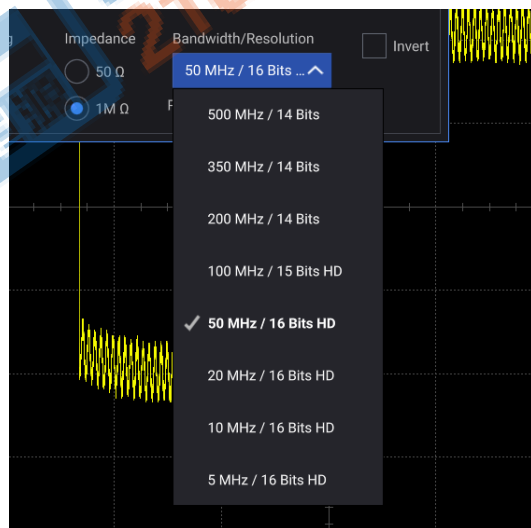 Impedance
Bandwidth/Resolution
Invert
50 Ω
50 MHz / 16 Bits ...
1M Ω
500 MHz / 14 Bits
350 MHz / 14 Bits
200 MHz / 14 Bits
100 MHz / 15 Bits HD
50 MHz / 16 Bits HD
20 MHz / 16 Bits HD
10 MHz / 16 Bits HD
5 MHz / 16 Bits HD